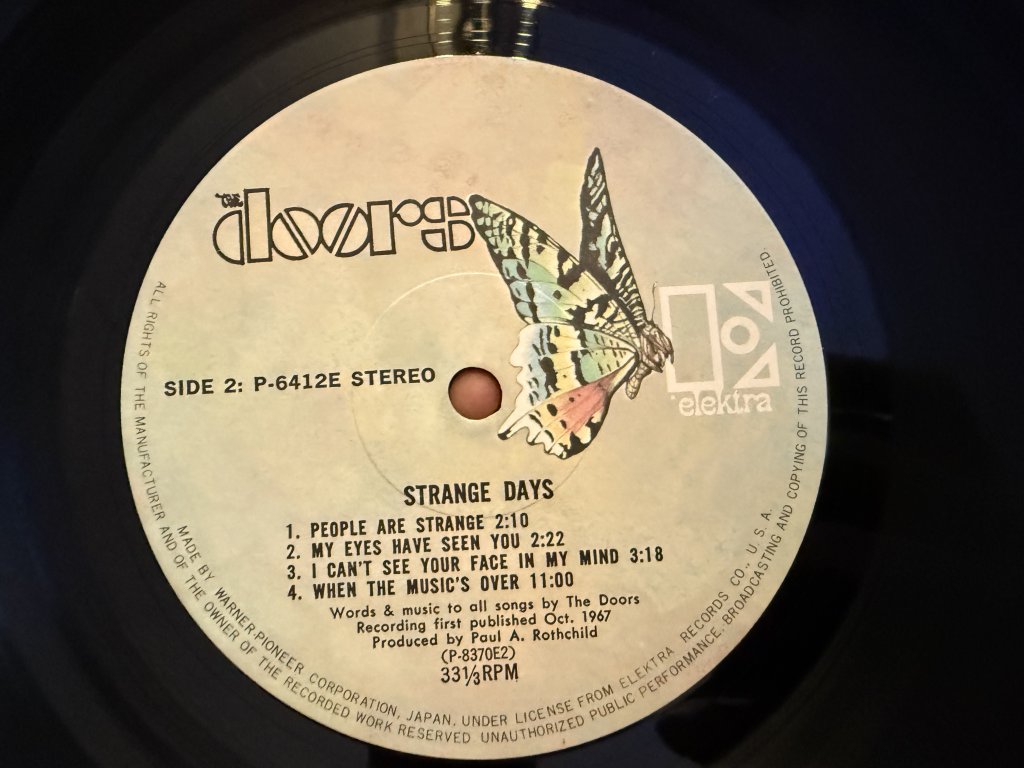 the doors
elektra
SIDE 2: P-6412E STEREO
STRANGE DAYS
1. PEOPLE ARE STRANGE 2:10
2. MY EYES HAVE SEEN YOU 2:22
3. I CAN'T SEE YOUR FACE IN MY MIND 3:18
4. WHEN THE MUSIC'S OVER 11:00
Words & music to all songs by The Doors
Recording first published Oct. 1967
Produced by Paul A. Rothchild
(P-8370E2)
33 1/3 RPM
MADE BY WARNER-PIONEER CORPORATION, JAPAN, UNDER LICENSE FROM ELEKTRA RECORDS CO., U.S.A.
ALL RIGHTS OF THE MANUFACTURER AND OF THE OWNER OF THE RECORDED WORK RESERVED UNAUTHORIZED PUBLIC PERFORMANCE, BROADCASTING AND COPYING OF THIS RECORD PROHIBITED.